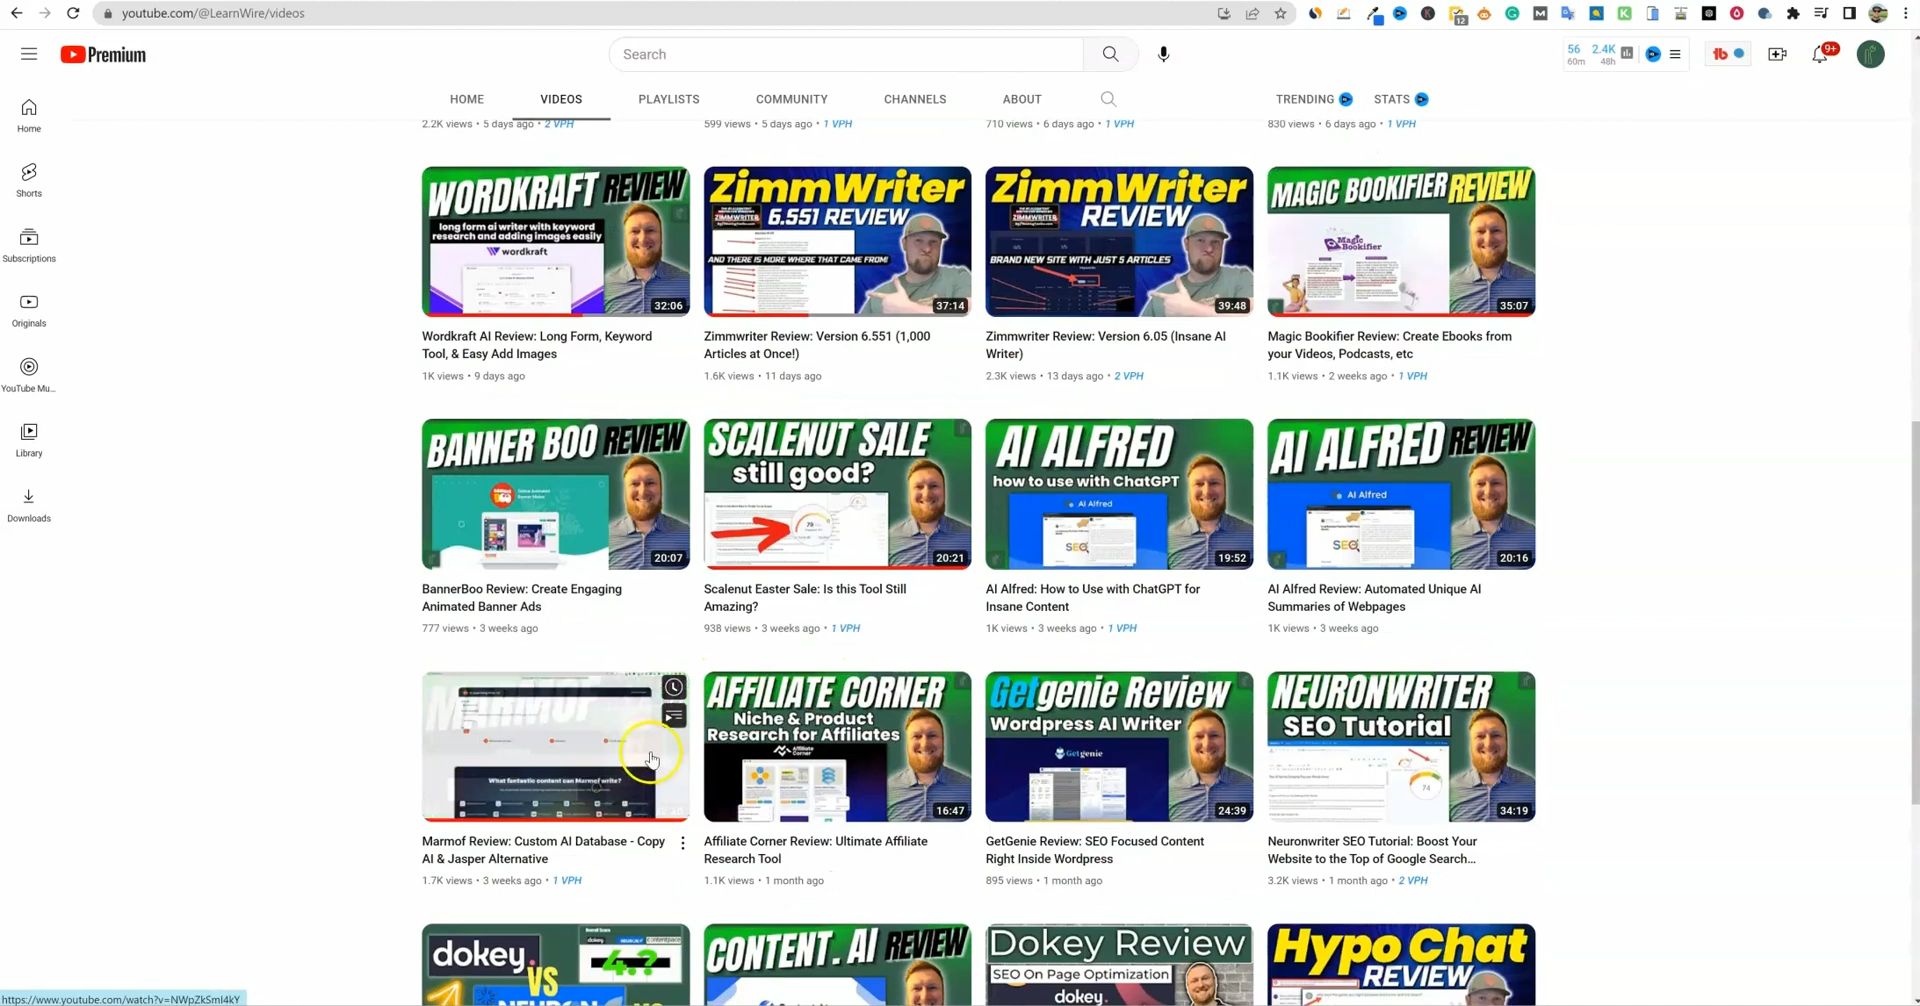 youtube.com/@LearnWire/videos
12
Premium
Search
56
60m
2.4K
48h
9+
HOME
VIDEOS
PLAYLISTS
COMMUNITY
CHANNELS
ABOUT
TRENDING
STATS
Home
Shorts
Subscriptions
Originals
YouTube Mu...
Library
Downloads
2.2K views • 5 days ago • 2 VPH
599 views • 5 days ago • 1 VPH
710 views • 6 days ago • 1 VPH
830 views • 6 days ago • 1 VPH
WORDKRAFT REVIEW
long form ai writer with keyword
research and adding images easily
wordkraft
32:06
ZimmWriter
6.551 REVIEW
ZIMMWRITER
AND THERE IS MORE WHERE THAT CAME FROM!
37:14
ZimmWriter
REVIEW
ZIMMWRITER
BRAND NEW SITE WITH JUST 5 ARTICLES
39:48
MAGIC BOOKIFIER REVIEW
Magic
Bookifier
35:07
Wordkraft AI Review: Long Form, Keyword
Tool, & Easy Add Images
1K views • 9 days ago
Zimmwriter Review: Version 6.551 (1,000
Articles at Once!)
1.6K views • 11 days ago
Zimmwriter Review: Version 6.05 (Insane AI
Writer)
2.3K views • 13 days ago • 2 VPH
Magic Bookifier Review: Create Ebooks from
your Videos, Podcasts, etc
1.1K views • 2 weeks ago • 1 VPH
BANNER BOO REVIEW
20:07
SCALENUT SALE
still good?
20:21
AI ALFRED
how to use with ChatGPT
AI Alfred
SEO
19:52
AI ALFRED REVIEW
AI Alfred
SEO
20:16
BannerBoo Review: Create Engaging
Animated Banner Ads
777 views • 3 weeks ago
Scalenut Easter Sale: Is this Tool Still
Amazing?
938 views • 3 weeks ago • 1 VPH
AI Alfred: How to Use with ChatGPT for
Insane Content
1K views • 3 weeks ago • 1 VPH
AI Alfred Review: Automated Unique AI
Summaries of Webpages
1K views • 3 weeks ago
MARMOF
What fantastic content can Marmof write?
AFFILIATE CORNER
Niche & Product
Research for Affiliates
Affiliate
Corner
16:47
Getgenie Review
Wordpress AI Writer
Getgenie
24:39
NEURONWRITER
SEO Tutorial
74
34:19
Marmof Review: Custom AI Database - Copy
AI & Jasper Alternative
1.7K views • 3 weeks ago • 1 VPH
Affiliate Corner Review: Ultimate Affiliate
Research Tool
1.1K views • 1 month ago
GetGenie Review: SEO Focused Content
Right Inside Wordpress
895 views • 1 month ago
Neuronwriter SEO Tutorial: Boost Your
Website to the Top of Google Search...
3.2K views • 1 month ago • 2 VPH
dokey.
VS
4.?
CONTENT.AI REVIEW
Dokey Review
SEO On Page Optimization
dokey.
Hypo Chat
REVIEW
https://www.youtube.com/watch?v=NWpZkSmI4kY